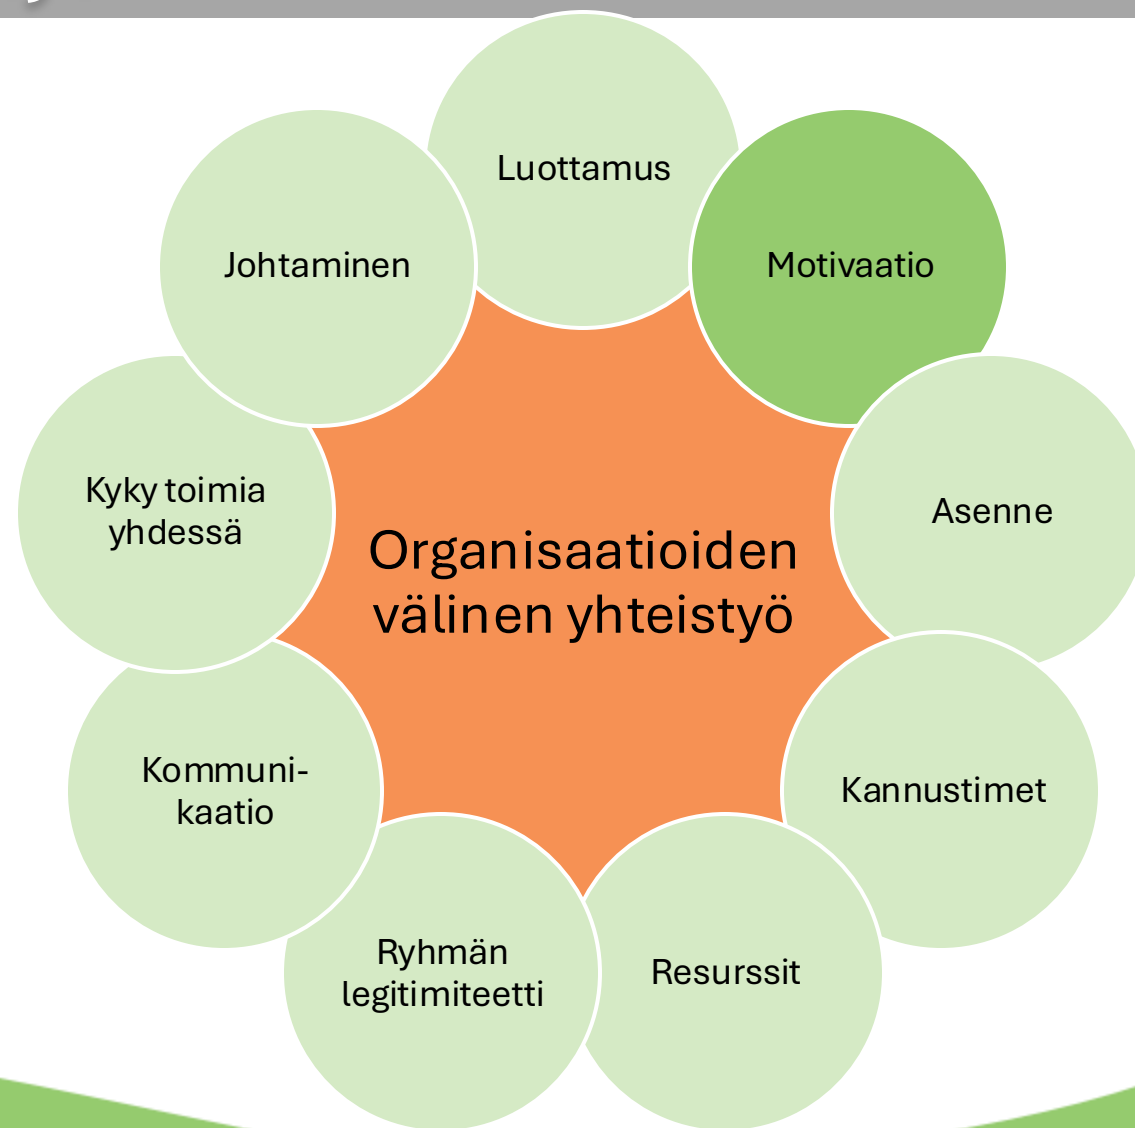 Luottamus
Motivaatio
Asenne
Kannustimet
Resurssit
Ryhmän
legitimiteetti
Kommuni-
kaatio
Kyky toimia
yhdessä
Johtaminen
Organisaatioiden
välinen yhteistyö